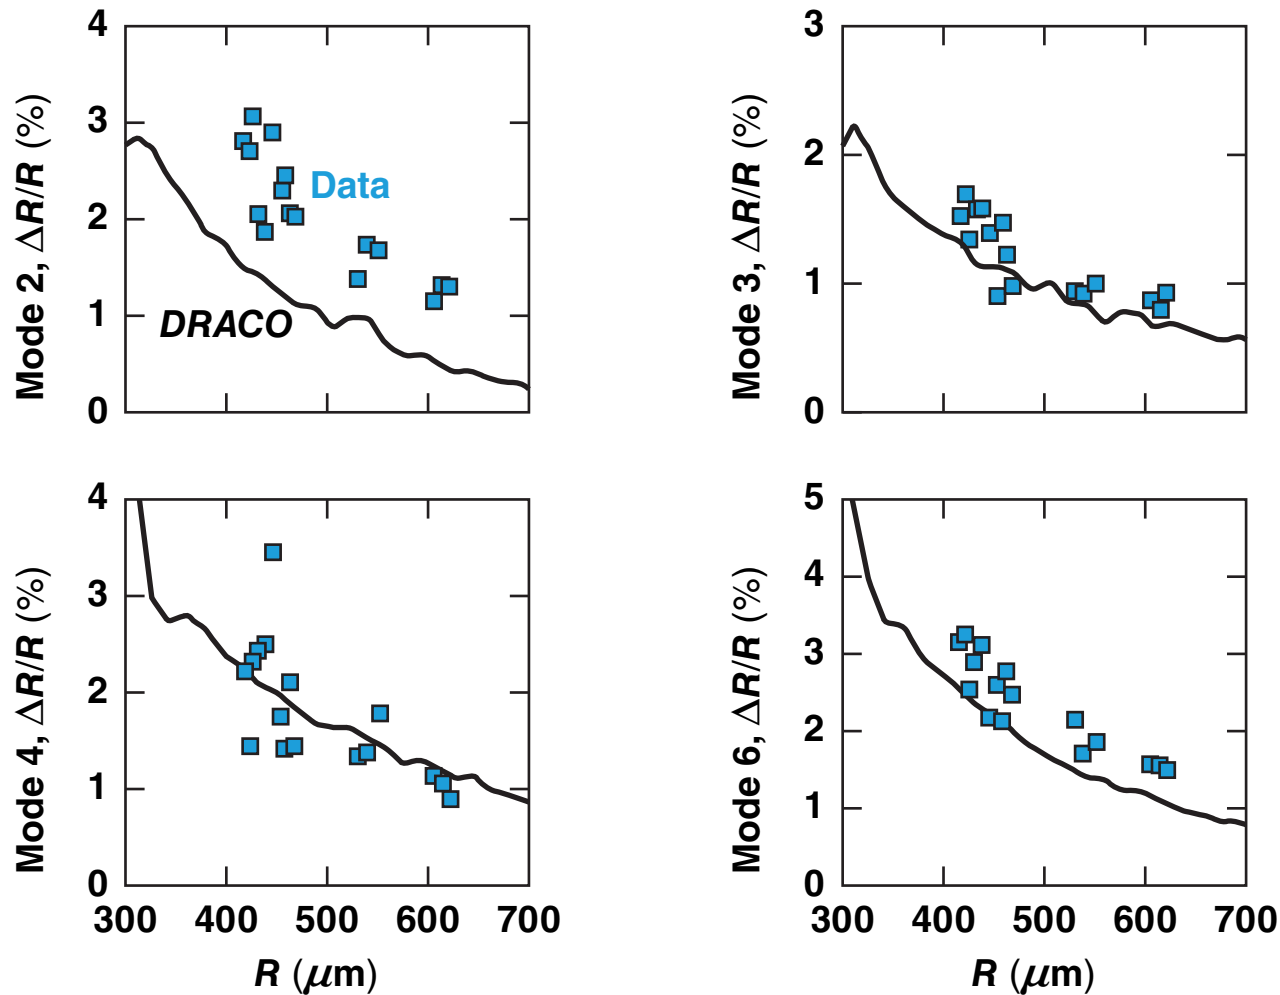 Mode 2, ΔR/R (%)
4
3
2
1
0
Data
DRACO
Mode 3, ΔR/R (%)
3
2
1
0
Mode 4, ΔR/R (%)
4
3
2
1
0
300 400 500 600 700
R (μm)
Mode 6, ΔR/R (%)
5
4
3
2
1
0
300 400 500 600 700
R (μm)